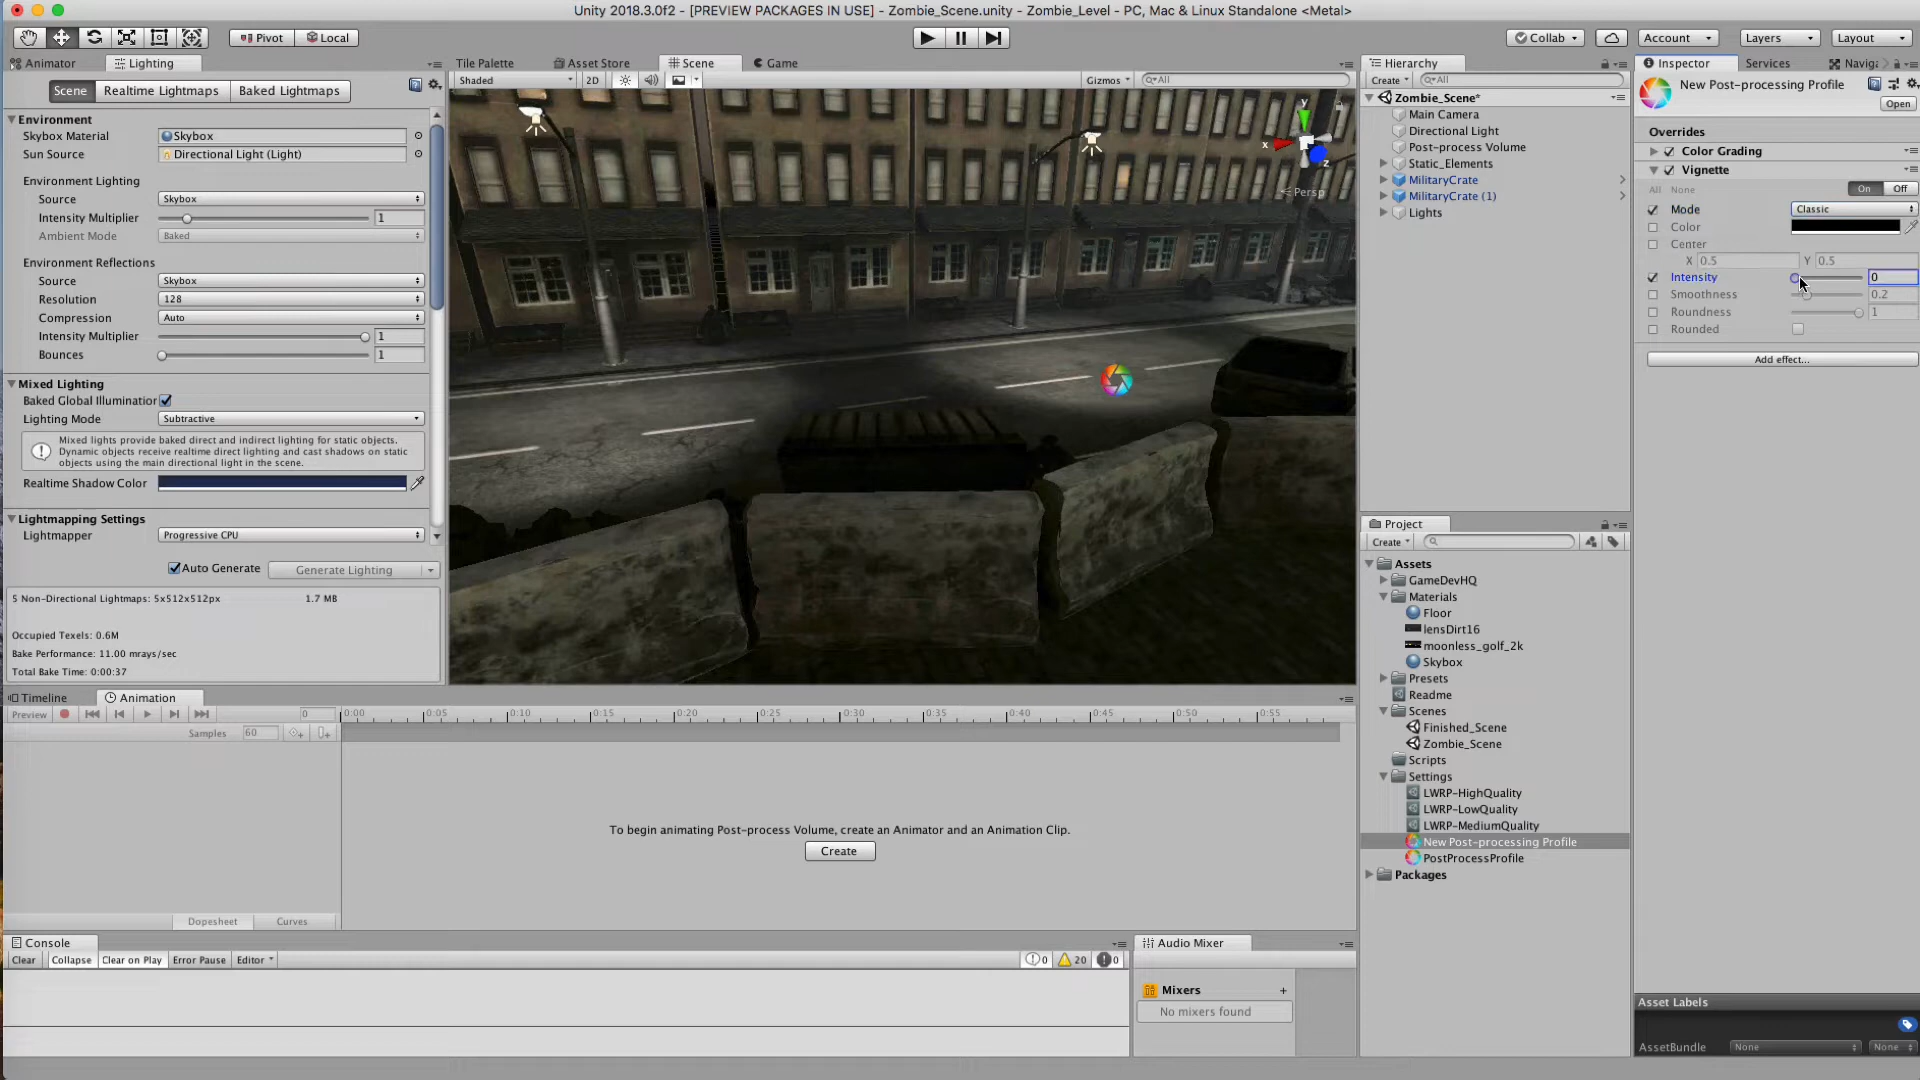 Unity 2018.3.0f2 - [PREVIEW PACKAGES IN USE] - Zombie_Scene.unity - Zombie_Level - PC, Mac & Linux Standalone <Metal>
Pivot Local Collab Account Layers Layout
Animator Lighting
Scene Realtime Lightmaps Baked Lightmaps
Environment
Skybox Material Skybox
Sun Source Directional Light (Light)
Environment Lighting
Source Skybox
Intensity Multiplier 1
Ambient Mode Baked
Environment Reflections
Source Skybox
Resolution 128
Compression Auto
Intensity Multiplier 1
Bounces 1
Mixed Lighting
Baked Global Illumination
Lighting Mode Subtractive
Mixed lights provide baked direct and indirect lighting for static objects.
Dynamic objects receive realtime direct lighting and cast shadows on static
objects using the main directional light in the scene.
Realtime Shadow Color
Lightmapping Settings
Lightmapper Progressive CPU
Auto Generate Generate Lighting
5 Non-Directional Lightmaps: 5x512x512px 1.7 MB
Occupied Texels: 0.6M
Bake Performance: 11.00 mrays/sec
Total Bake Time: 0:00:37
Tile Palette Asset Store Scene Game
Shaded 2D Gizmos All
y
x
z
Persp
Timeline Animation
Preview 0 0:00 0:05 0:10 0:15 0:20 0:25 0:30 0:35 0:40 0:45 0:50 0:55
Samples 60
To begin animating Post-process Volume, create an Animator and an Animation Clip.
Create
Dopesheet Curves
Console
Clear Collapse Clear on Play Error Pause Editor 0 20 0
Audio Mixer
Mixers +
No mixers found
Hierarchy
Create All
Zombie_Scene*
Main Camera
Directional Light
Post-process Volume
Static_Elements
MilitaryCrate
MilitaryCrate (1)
Lights
Project
Create
Assets
GameDevHQ
Materials
Floor
lensDirt16
moonless_golf_2k
Skybox
Presets
Readme
Scenes
Finished_Scene
Zombie_Scene
Scripts
Settings
LWRP-HighQuality
LWRP-LowQuality
LWRP-MediumQuality
New Post-processing Profile
PostProcessProfile
Packages
Inspector Services Naviga
New Post-processing Profile
Open
Overrides
Color Grading
Vignette
All None On Off
Mode Classic
Color
Center
X 0.5 Y 0.5
Intensity 0
Smoothness 0.2
Roundness 1
Rounded
Add effect...
Asset Labels
AssetBundle None None